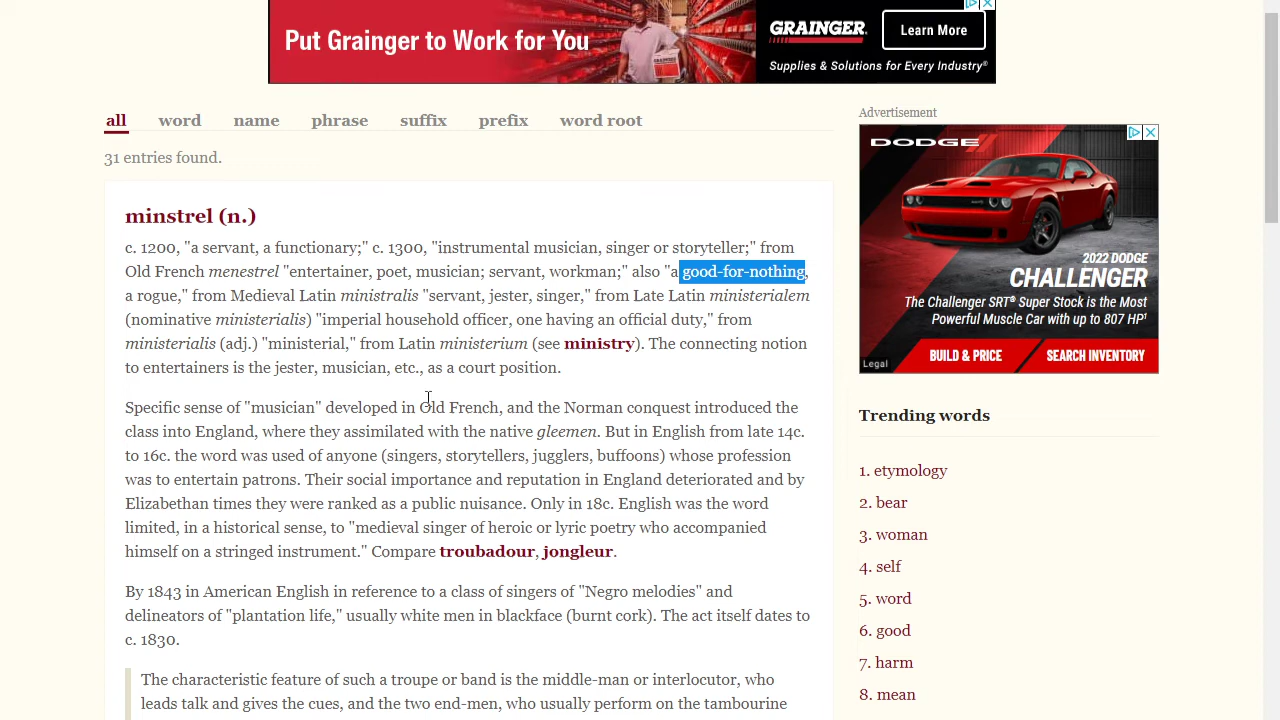 Put Grainger to Work for You
GRAINGER.
Learn More
Supplies & Solutions for Every Industry®
all word name phrase suffix prefix word root
31 entries found.
minstrel (n.)
c. 1200, "a servant, a functionary;" c. 1300, "instrumental musician, singer or storyteller;" from
Old French menestrel "entertainer, poet, musician; servant, workman;" also "a good-for-nothing,
a rogue," from Medieval Latin ministralis "servant, jester, singer," from Late Latin ministerialem
(nominative ministerialis) "imperial household officer, one having an official duty," from
ministerialis (adj.) "ministerial," from Latin ministerium (see ministry). The connecting notion
to entertainers is the jester, musician, etc., as a court position.
Specific sense of "musician" developed in Old French, and the Norman conquest introduced the
class into England, where they assimilated with the native gleemen. But in English from late 14c.
to 16c. the word was used of anyone (singers, storytellers, jugglers, buffoons) whose profession
was to entertain patrons. Their social importance and reputation in England deteriorated and by
Elizabethan times they were ranked as a public nuisance. Only in 18c. English was the word
limited, in a historical sense, to "medieval singer of heroic or lyric poetry who accompanied
himself on a stringed instrument." Compare troubadour, jongleur.
By 1843 in American English in reference to a class of singers of "Negro melodies" and
delineators of "plantation life," usually white men in blackface (burnt cork). The act itself dates to
c. 1830.
The characteristic feature of such a troupe or band is the middle-man or interlocutor, who
leads talk and gives the cues, and the two end-men, who usually perform on the tambourine
Advertisement
DODGE
2022 DODGE
CHALLENGER
The Challenger SRT® Super Stock is the Most
Powerful Muscle Car with up to 807 HP¹
Legal
BUILD & PRICE
SEARCH INVENTORY
Trending words
1. etymology
2. bear
3. woman
4. self
5. word
6. good
7. harm
8. mean